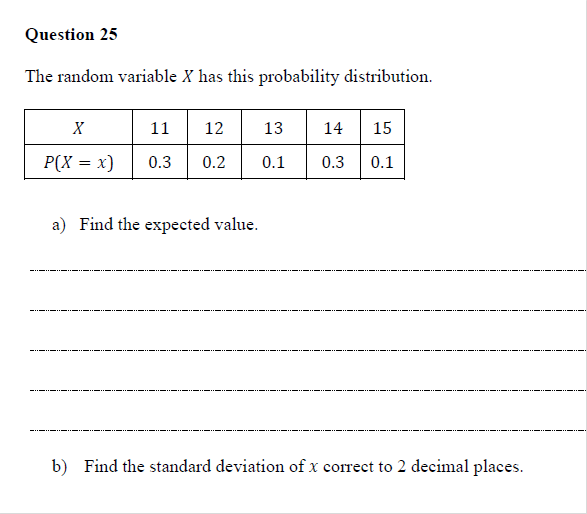 Question 25
The random variable X has this probability distribution.
X 11 12 13 14 15
P(X = x) 0.3 0.2 0.1 0.3 0.1
a) Find the expected value.
b) Find the standard deviation of x correct to 2 decimal places.